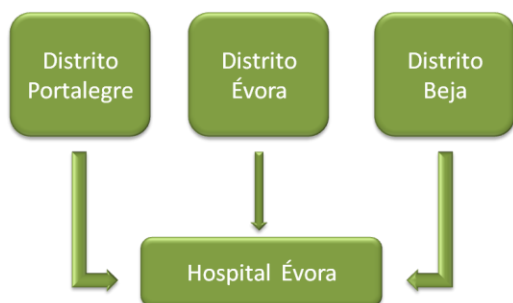 Distrito
Portalegre
Distrito
Évora
Distrito
Beja
Hospital Évora